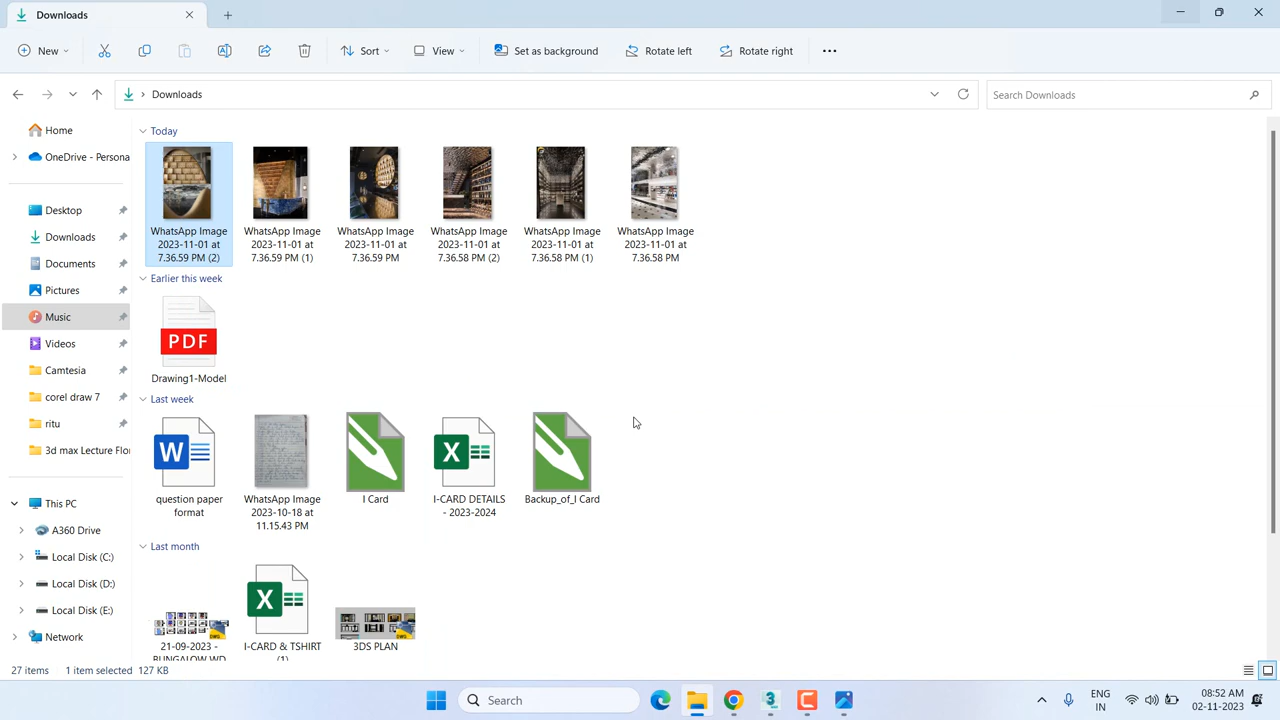 Downloads
New
Sort
View
Set as background
Rotate left
Rotate right
Downloads
Search Downloads
Home
OneDrive - Persona
Desktop
Downloads
Documents
Pictures
Music
Videos
Camtesia
corel draw 7
ritu
3d max Lecture Flo
This PC
A360 Drive
Local Disk (C:)
Local Disk (D:)
Local Disk (E:)
Network
Today
WhatsApp Image
2023-11-01 at
7.36.59 PM (2)
WhatsApp Image
2023-11-01 at
7.36.59 PM (1)
WhatsApp Image
2023-11-01 at
7.36.59 PM
WhatsApp Image
2023-11-01 at
7.36.58 PM (2)
WhatsApp Image
2023-11-01 at
7.36.58 PM (1)
WhatsApp Image
2023-11-01 at
7.36.58 PM
Earlier this week
PDF
Drawing1-Model
Last week
W
question paper
format
WhatsApp Image
2023-10-18 at
11.15.43 PM
I Card
X
I-CARD DETAILS
- 2023-2024
Backup_of_I Card
Last month
DWG
21-09-2023 -
BUNGALOW WD
X
I-CARD & TSHIRT
(1)
DWG
3DS PLAN
27 items
1 item selected 127 KB
Search
3
C
ENG
IN
08:52 AM
02-11-2023